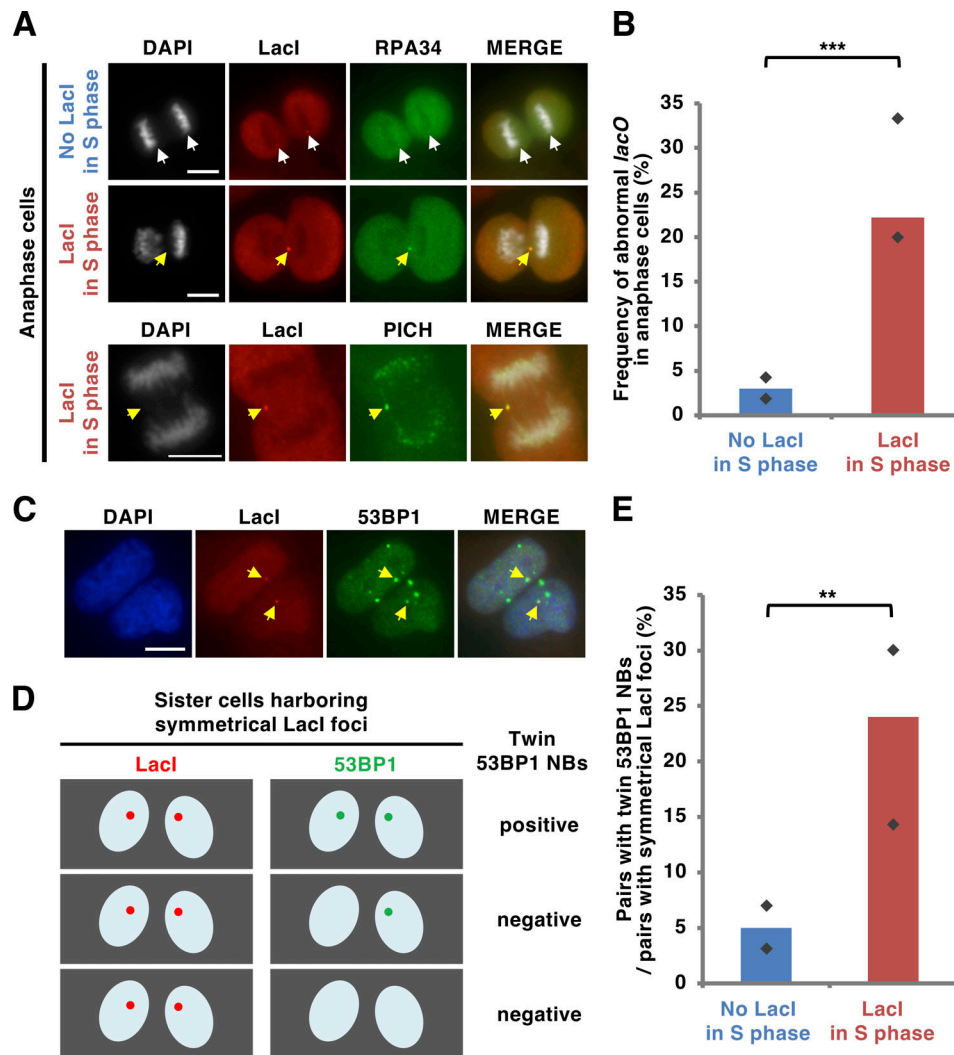 A
DAPI
LacI
RPA34
MERGE
Anaphase cells
No LacI
in S phase
LacI
in S phase
DAPI
LacI
PICH
MERGE
LacI
in S phase
B
***
Frequency of abnormal lacO
in anaphase cells (%)
35
30
25
20
15
10
5
0
No LacI
in S phase
LacI
in S phase
C
DAPI
LacI
53BP1
MERGE
D
Sister cells harboring
symmetrical LacI foci
LacI
53BP1
Twin
53BP1 NBs
positive
negative
negative
E
**
Pairs with twin 53BP1 NBs
/ pairs with symmetrical LacI foci (%)
35
30
25
20
15
10
5
0
No LacI
in S phase
LacI
in S phase